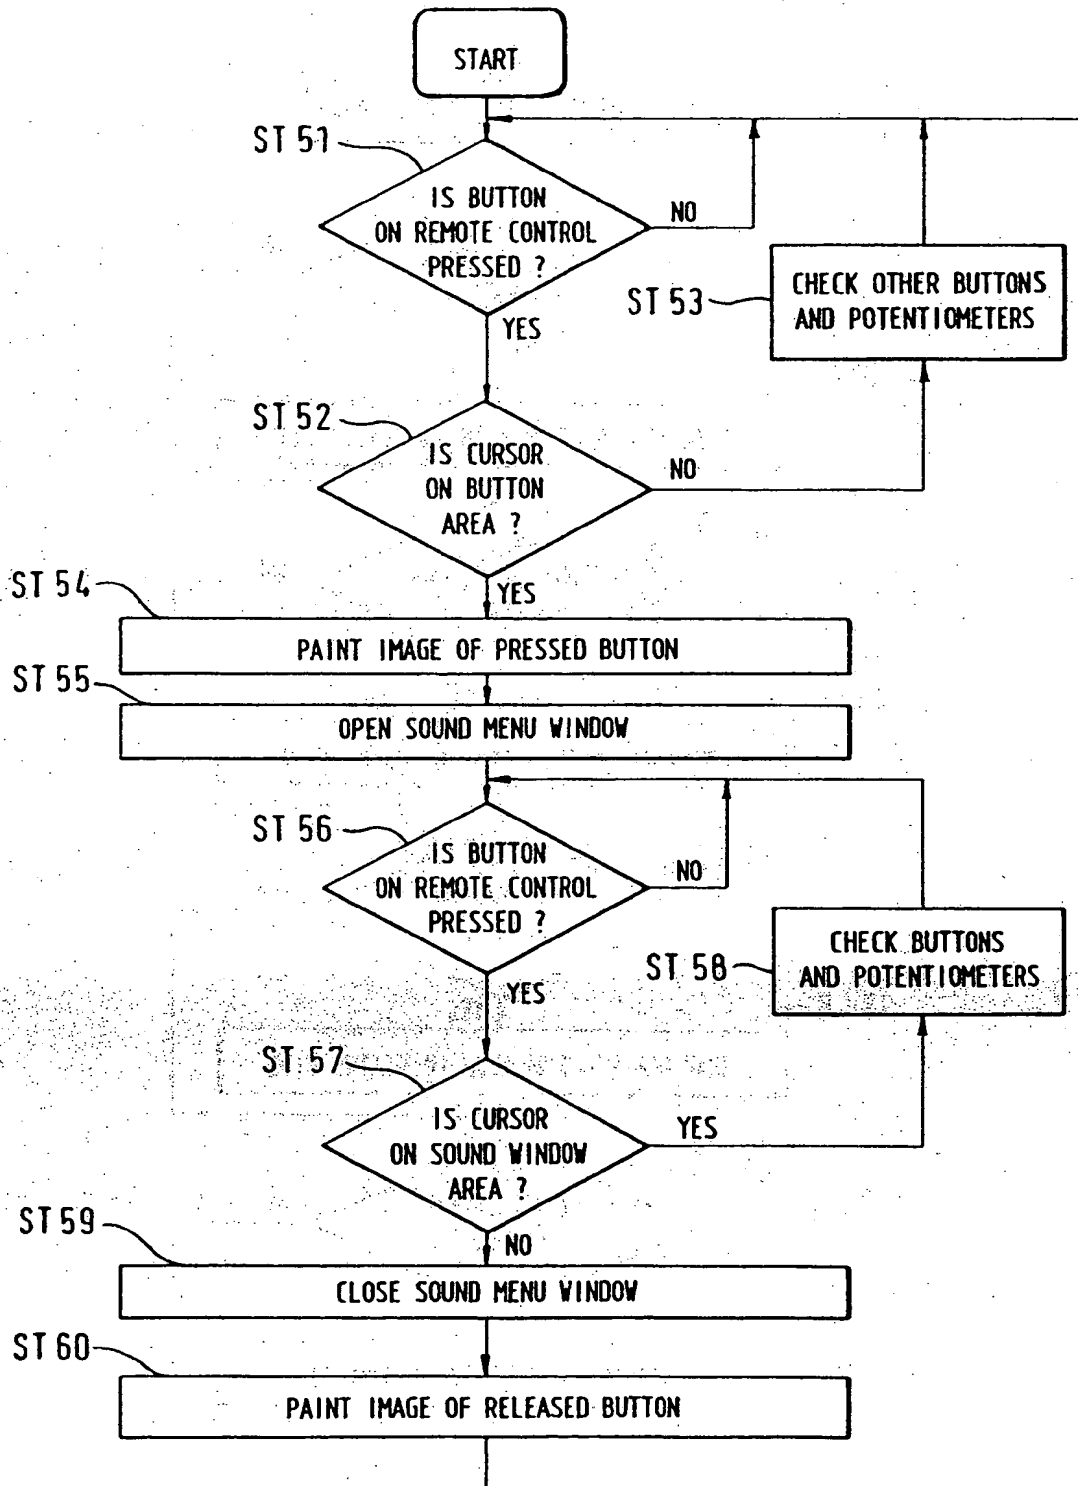 START
ST 51
IS BUTTON
ON REMOTE CONTROL
PRESSED ?
NO
YES
ST 53
CHECK OTHER BUTTONS
AND POTENTIOMETERS
ST 52
IS CURSOR
ON BUTTON
AREA ?
NO
YES
ST 54
PAINT IMAGE OF PRESSED BUTTON
ST 55
OPEN SOUND MENU WINDOW
ST 56
IS BUTTON
ON REMOTE CONTROL
PRESSED ?
NO
YES
ST 58
CHECK BUTTONS
AND POTENTIOMETERS
ST 57
IS CURSOR
ON SOUND WINDOW
AREA ?
YES
NO
ST 59
CLOSE SOUND MENU WINDOW
ST 60
PAINT IMAGE OF RELEASED BUTTON